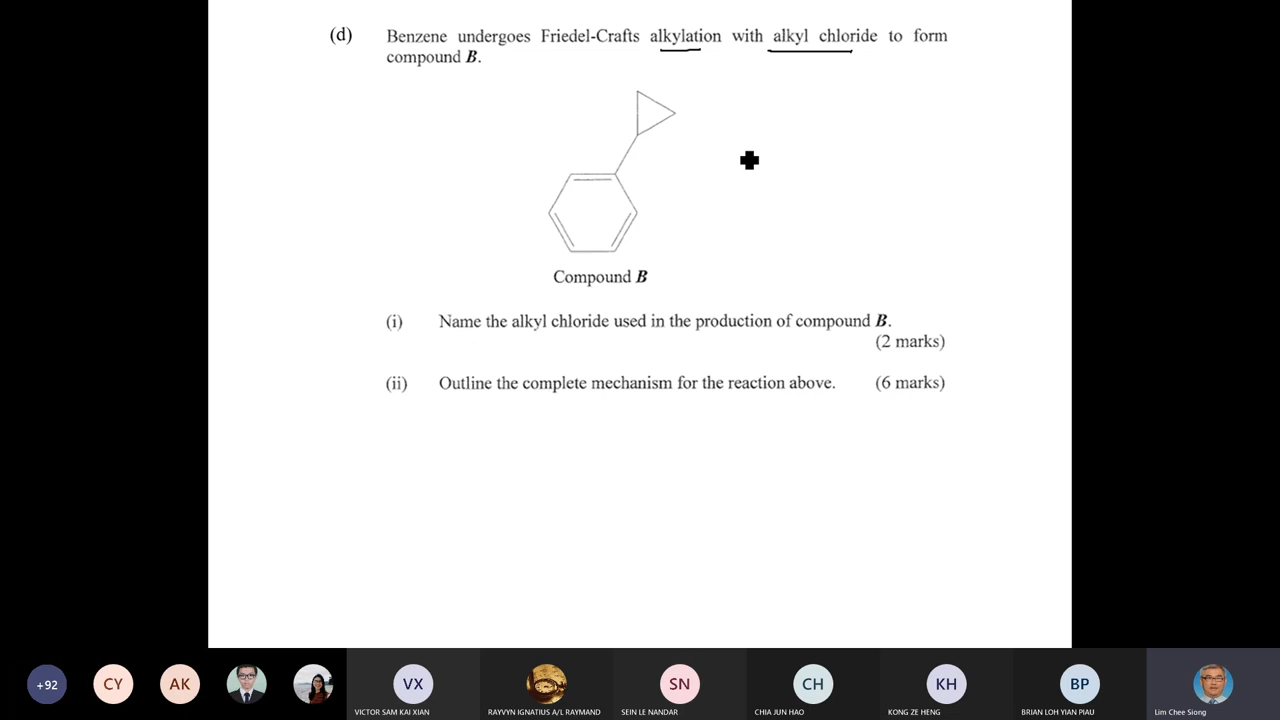 (d) Benzene undergoes Friedel-Crafts alkylation with alkyl chloride to form
compound B.
Compound B
(i) Name the alkyl chloride used in the production of compound B.
(2 marks)
(ii) Outline the complete mechanism for the reaction above. (6 marks)
+92
CY
AK
VX
SN
CH
KH
BP
VICTOR SAM KAI XIAN
RAYVYN IGNATIUS A/L RAYMAND
SEIN LE NANDAR
CHIA JUN HAO
KONG ZE HENG
BRIAN LOH YIAN PIAU
Lim Chee Siong